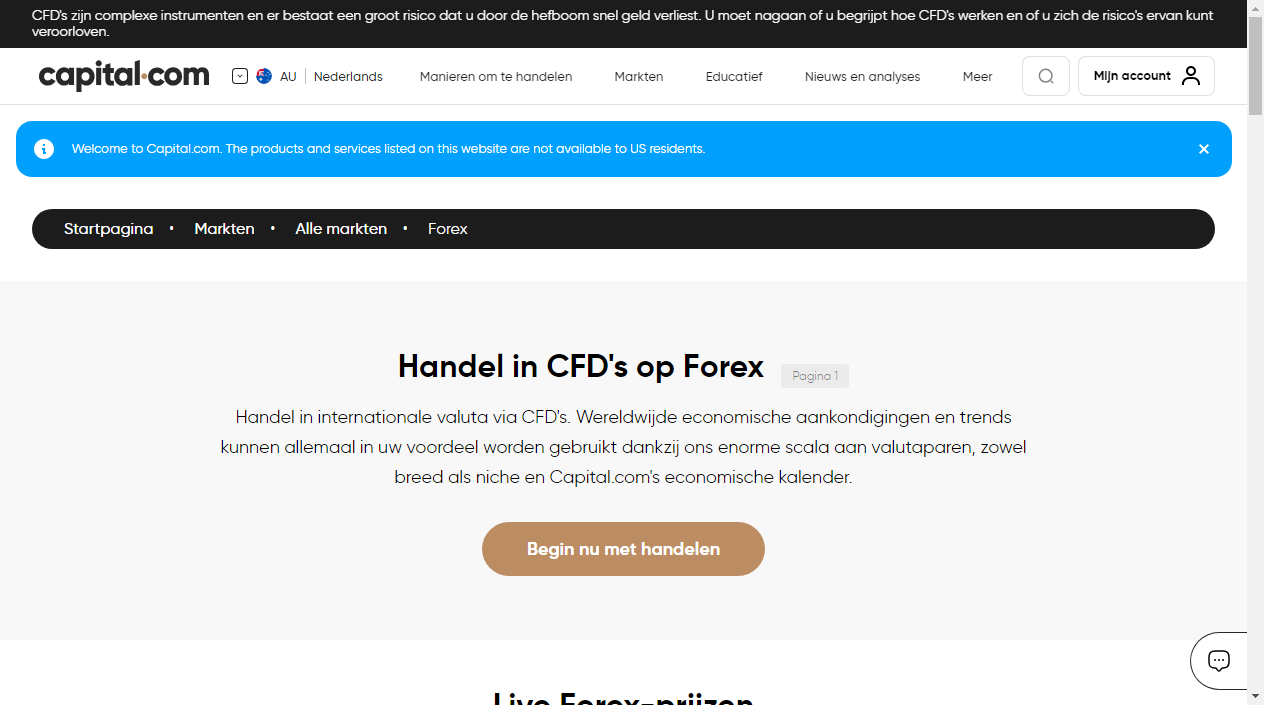 CFD's zijn complexe instrumenten en er bestaat een groot risico dat u door de hefboom snel geld verliest. U moet nagaan of u begrijpt hoe CFD's werken en of u zich de risico's ervan kunt
veroorloven.
capital.com
AU Nederlands Manieren om te handelen Markten Educatief Nieuws en analyses Meer Mijn account
Welcome to Capital.com. The products and services listed on this website are not available to US residents.
Startpagina • Markten • Alle markten • Forex
Handel in CFD's op Forex Pagina 1
Handel in internationale valuta via CFD's. Wereldwijde economische aankondigingen en trends
kunnen allemaal in uw voordeel worden gebruikt dankzij ons enorme scala aan valutaparen, zowel
breed als niche en Capital.com's economische kalender.
Begin nu met handelen
Live Forex-prijzen